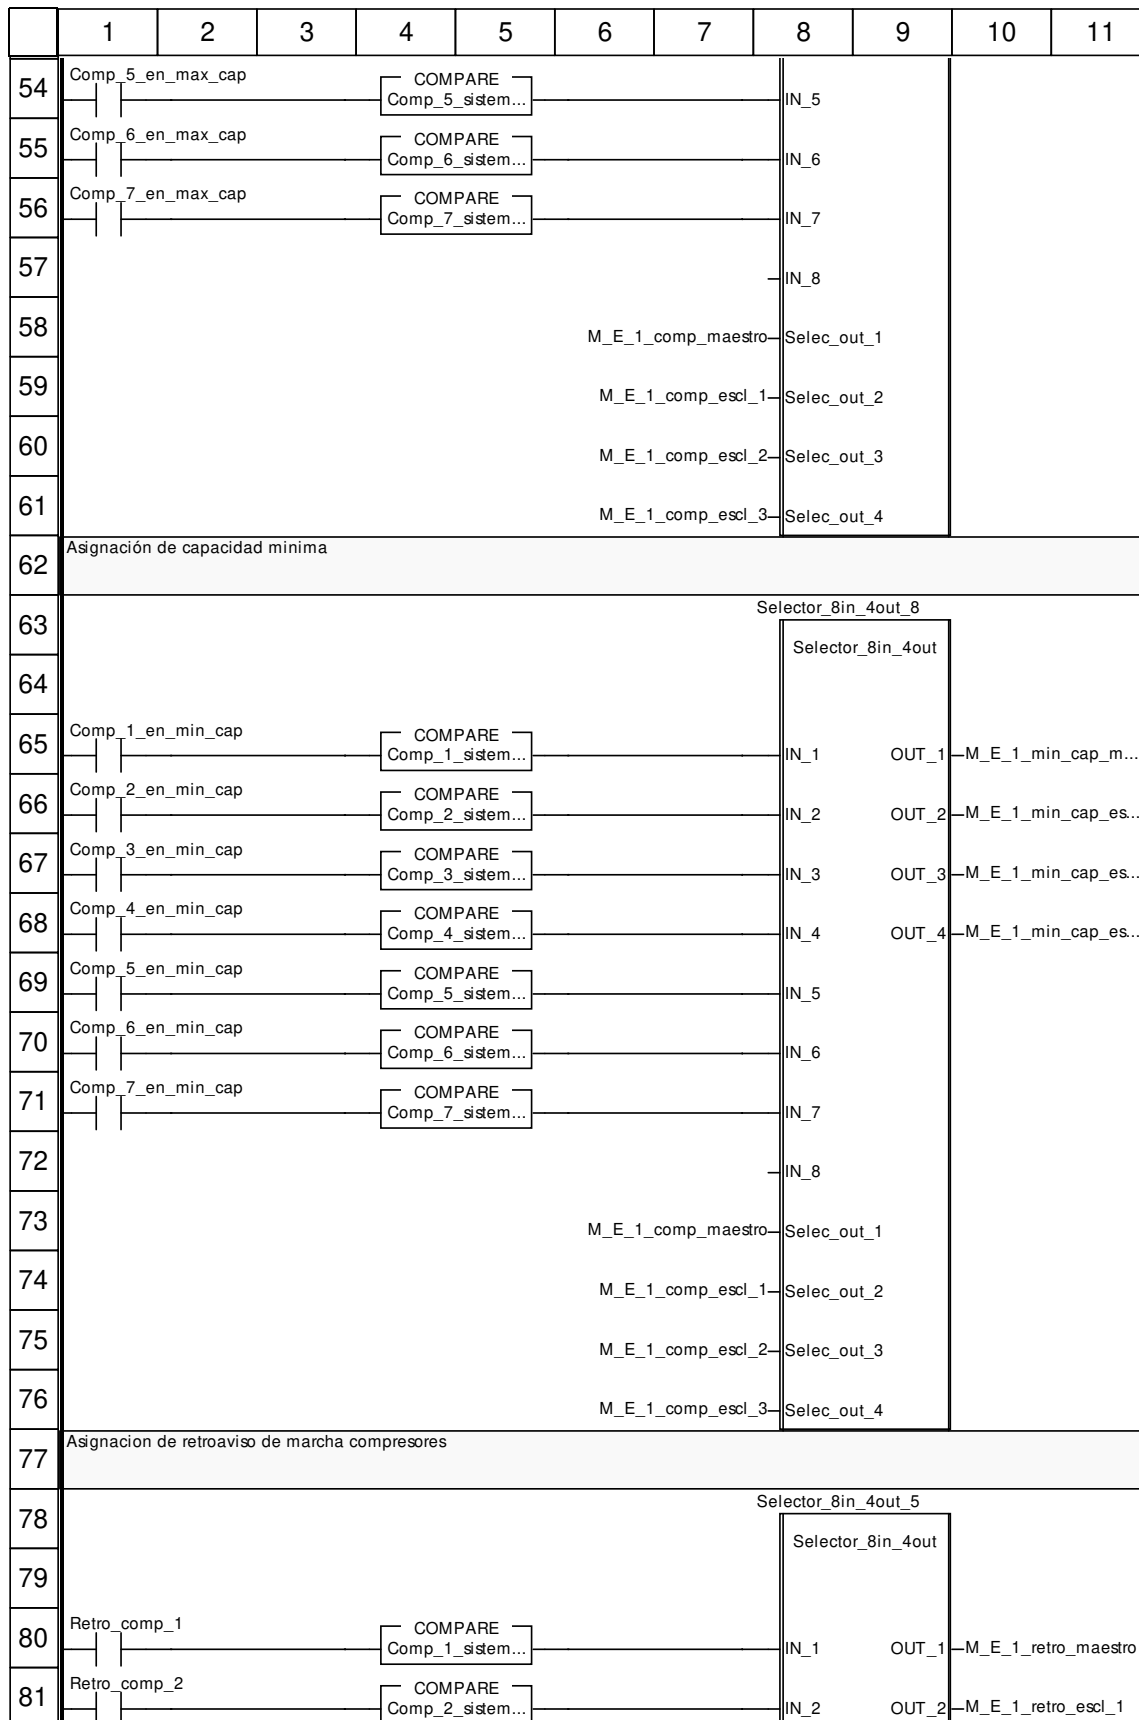 1 2 3 4 5 6 7 8 9 10 11
54 Comp_5_en_max_cap COMPARE
Comp_5_sistem... IN_5
55 Comp_6_en_max_cap COMPARE
Comp_6_sistem... IN_6
56 Comp_7_en_max_cap COMPARE
Comp_7_sistem... IN_7
57 IN_8
58 M_E_1_comp_maestro Selec_out_1
59 M_E_1_comp_escl_1 Selec_out_2
60 M_E_1_comp_escl_2 Selec_out_3
61 M_E_1_comp_escl_3 Selec_out_4
62 Asignación de capacidad minima
63 Selector_8in_4out_8
Selector_8in_4out
64
65 Comp_1_en_min_cap COMPARE
Comp_1_sistem... IN_1 OUT_1 M_E_1_min_cap_m...
66 Comp_2_en_min_cap COMPARE
Comp_2_sistem... IN_2 OUT_2 M_E_1_min_cap_es...
67 Comp_3_en_min_cap COMPARE
Comp_3_sistem... IN_3 OUT_3 M_E_1_min_cap_es...
68 Comp_4_en_min_cap COMPARE
Comp_4_sistem... IN_4 OUT_4 M_E_1_min_cap_es...
69 Comp_5_en_min_cap COMPARE
Comp_5_sistem... IN_5
70 Comp_6_en_min_cap COMPARE
Comp_6_sistem... IN_6
71 Comp_7_en_min_cap COMPARE
Comp_7_sistem... IN_7
72 IN_8
73 M_E_1_comp_maestro Selec_out_1
74 M_E_1_comp_escl_1 Selec_out_2
75 M_E_1_comp_escl_2 Selec_out_3
76 M_E_1_comp_escl_3 Selec_out_4
77 Asignacion de retroaviso de marcha compresores
78 Selector_8in_4out_5
Selector_8in_4out
79
80 Retro_comp_1 COMPARE
Comp_1_sistem... IN_1 OUT_1 M_E_1_retro_maestro
81 Retro_comp_2 COMPARE
Comp_2_sistem... IN_2 OUT_2 M_E_1_retro_escl_1